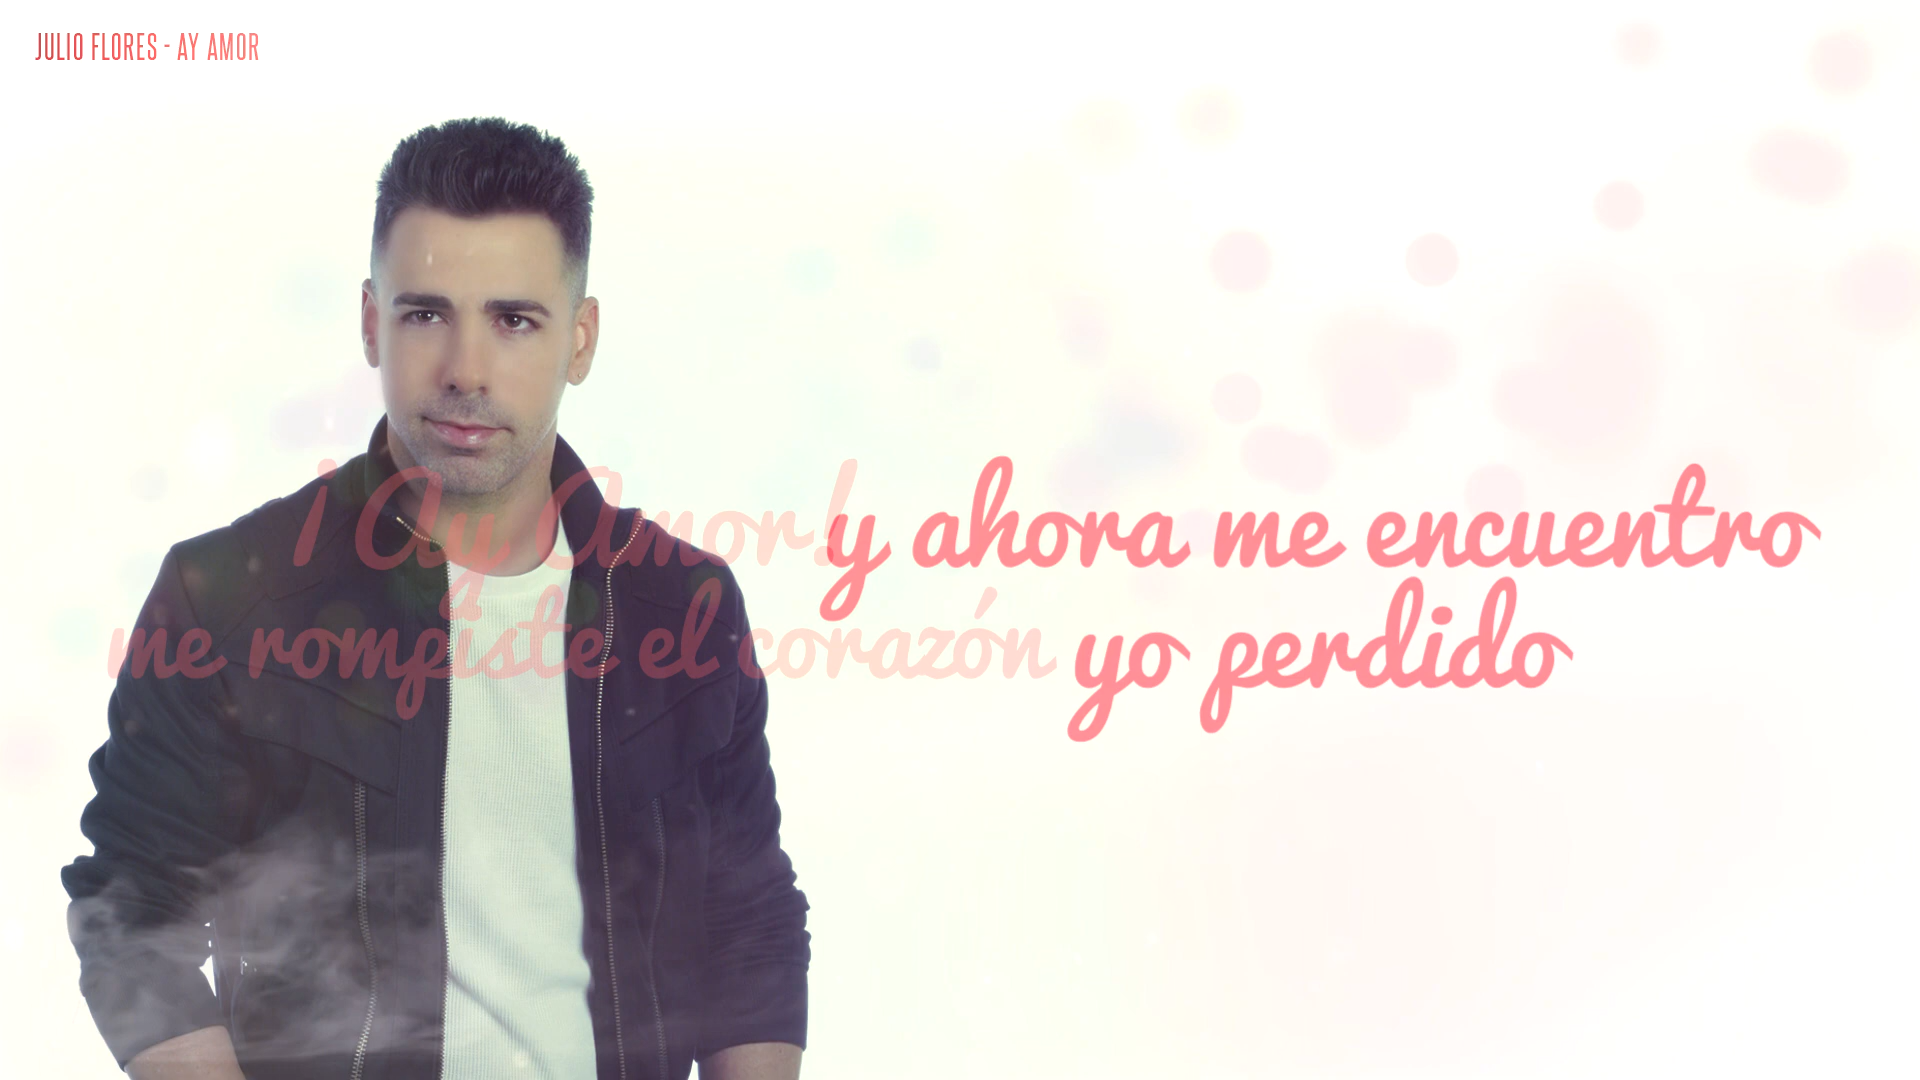 JULIO FLORES - AY AMOR
¡Ay Amor!
me rompiste el corazón
y ahora me encuentro
yo perdido